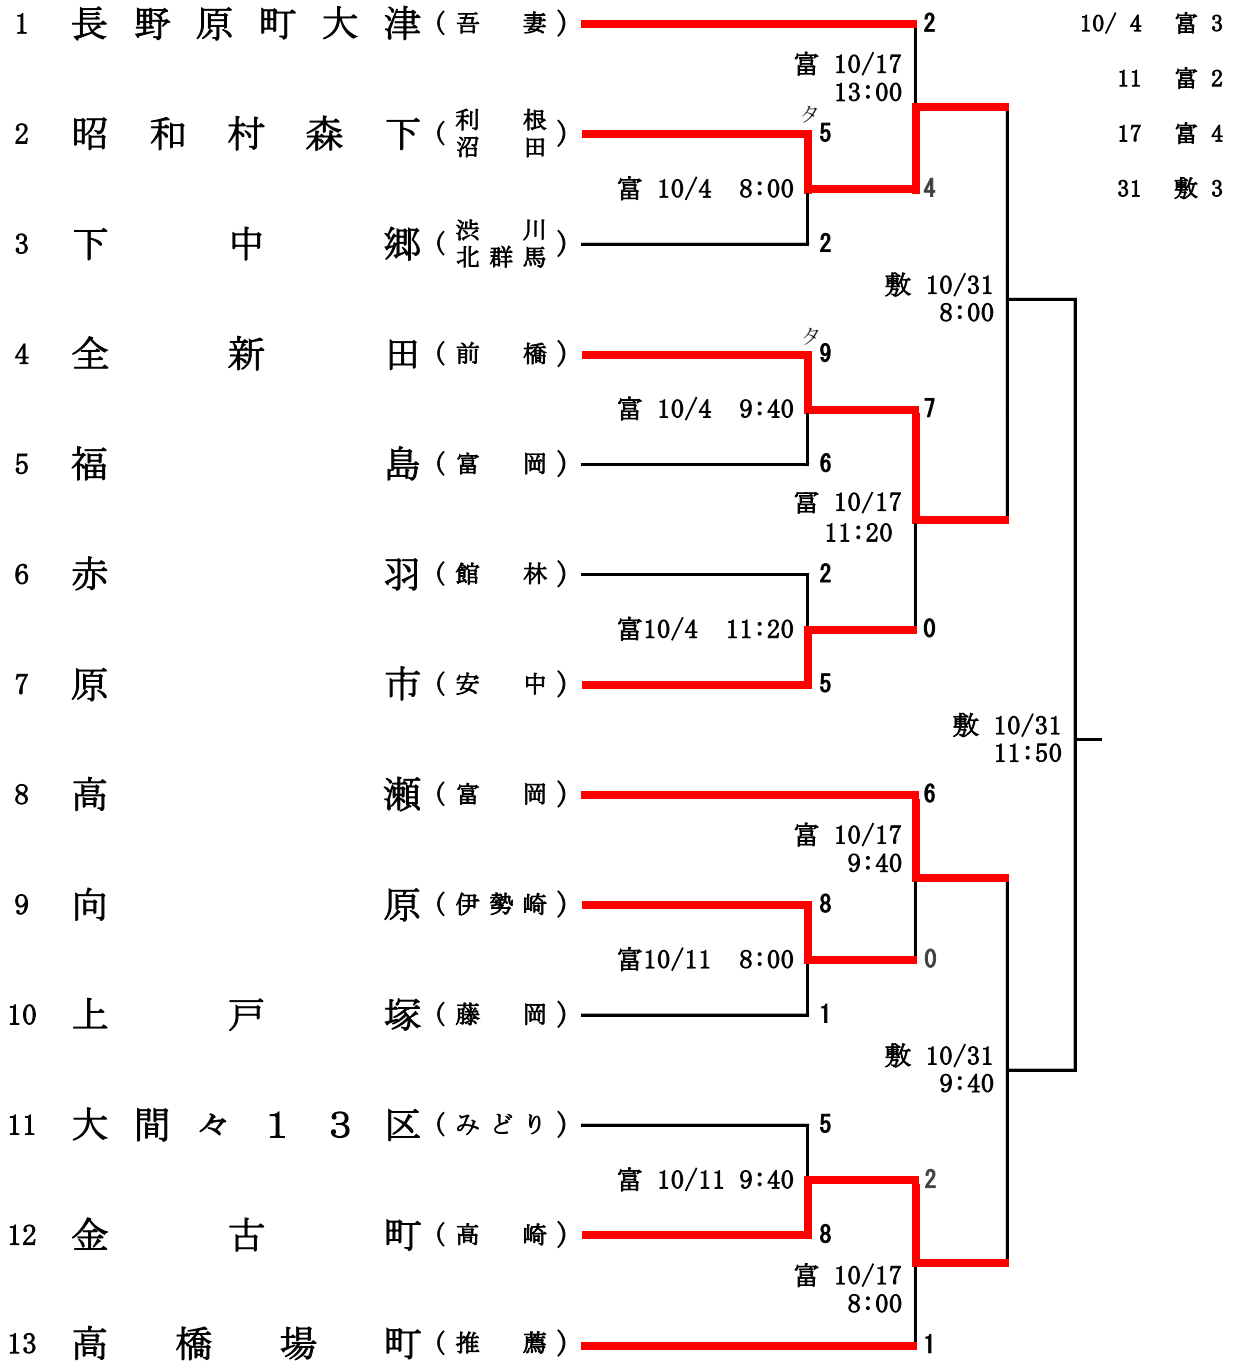 1 長野原町大津 (吾妻) 2
10/ 4 富 3
富 10/17
13:00
11 富 2
タ
2 昭和村森下 (利根沼田) 5
17 富 4
富 10/4 8:00
4
31 敷 3
3 下中郷 (渋川北群馬) 2
敷 10/31
8:00
タ
4 全新田 (前橋) 9
富 10/4 9:40
7
5 福島 (富岡) 6
富 10/17
11:20
6 赤羽 (館林) 2
富10/4 11:20
0
7 原市 (安中) 5
敷 10/31
11:50
8 高瀬 (富岡) 6
富 10/17
9:40
9 向原 (伊勢崎) 8
富10/11 8:00
0
10 上戸塚 (藤岡) 1
敷 10/31
9:40
11 大間々13区 (みどり) 5
富 10/11 9:40
2
12 金古町 (高崎) 8
富 10/17
8:00
13 高橋場町 (推薦) 1